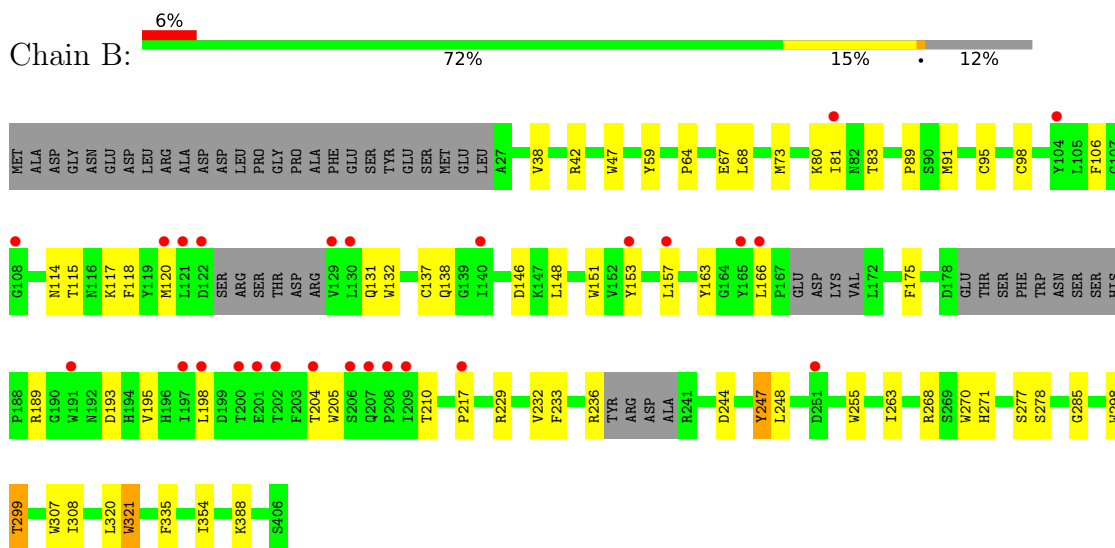 6%
Chain B:
72% 15% • 12%
MET ALA ASP GLY ASN GLU ASP LEU ARG ALA ASP ASP LEU PRO GLY PRO ALA PHE GLU SER TYR GLU SER MET GLU LEU A27 V38 R42 W47 Y59 P64 E67 L68 M73 K80 I81 N82 T83 P89 S90 M91 C95 C98 Y104 L105 F106 G107
G108 N114 T115 N116 K117 F118 Y119 M120 L121 D122 SER ARG SER THR ASP ARG V129 L130 Q131 W132 C137 Q138 G139 I140 D146 K147 L148 W151 V152 Y153 L157 Y163 G164 Y165 L166 P167 GLU ASP LYS VAL L172 F175 D178 GLU THR SER PHE TRP ASN SER SER HIS
P188 R189 G190 W191 N192 D193 H194 V195 H196 I197 L198 D199 T200 E201 T202 F203 T204 W205 S206 Q207 P208 I209 T210 P217 R229 V232 F233 R236 TYR ARG ASP ALA R241 D244 Y247 L248 D251 W255 I263 R268 S269 W270 H271 S277 S278 G285 W298
T299 W307 I308 L320 W321 F335 I354 K388 S406